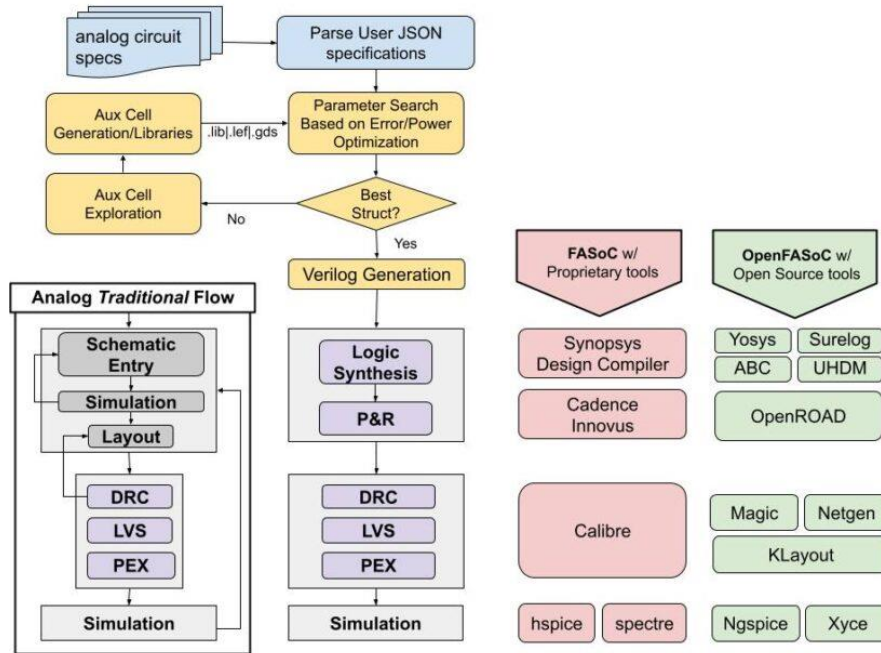 analog circuit
specs
Parse User JSON
specifications
Aux Cell
Generation/Libraries
.lib|.lef|.gds
Parameter Search
Based on Error/Power
Optimization
Aux Cell
Exploration
No
Best
Struct?
Yes
Verilog Generation
FASoC w/
Proprietary tools
OpenFASoC w/
Open Source tools
Analog Traditional Flow
Schematic
Entry
Simulation
Layout
DRC
LVS
PEX
Simulation
Logic
Synthesis
P&R
DRC
LVS
PEX
Simulation
Synopsys
Design Compiler
Cadence
Innovus
Calibre
hspice
spectre
Yosys
Surelog
ABC
UHDM
OpenROAD
Magic
Netgen
KLayout
Ngspice
Xyce